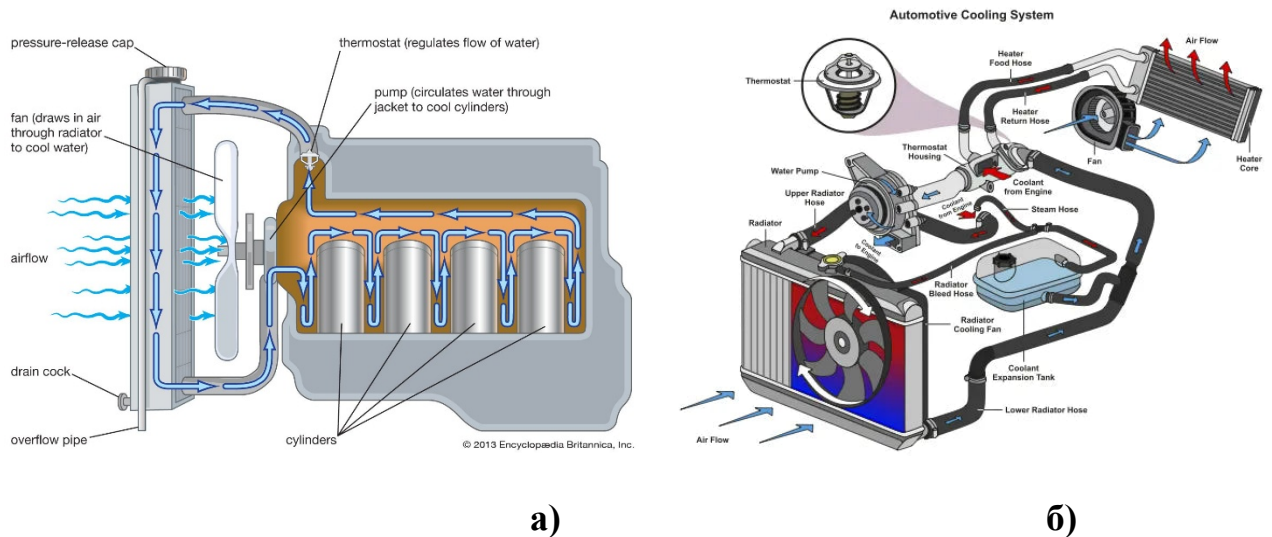 pressure-release cap
thermostat (regulates flow of water)
pump (circulates water through
jacket to cool cylinders)
fan (draws in air
through radiator
to cool water)
airflow
drain cock
overflow pipe
cylinders
© 2013 Encyclopædia Britannica, Inc.
а)
Automotive Cooling System
Thermostat
Heater
Food Hose
Air Flow
Heater
Return Hose
Fan
Heater
Core
Thermostat
Housing
Water Pump
Coolant
from Engine
Upper Radiator
Hose
Coolant
from Engine
Steam Hose
Radiator
Coolant
to Engine
Radiator
Bleed Hose
Radiator
Cooling Fan
Coolant
Expansion Tank
Lower Radiator Hose
Air Flow
б)